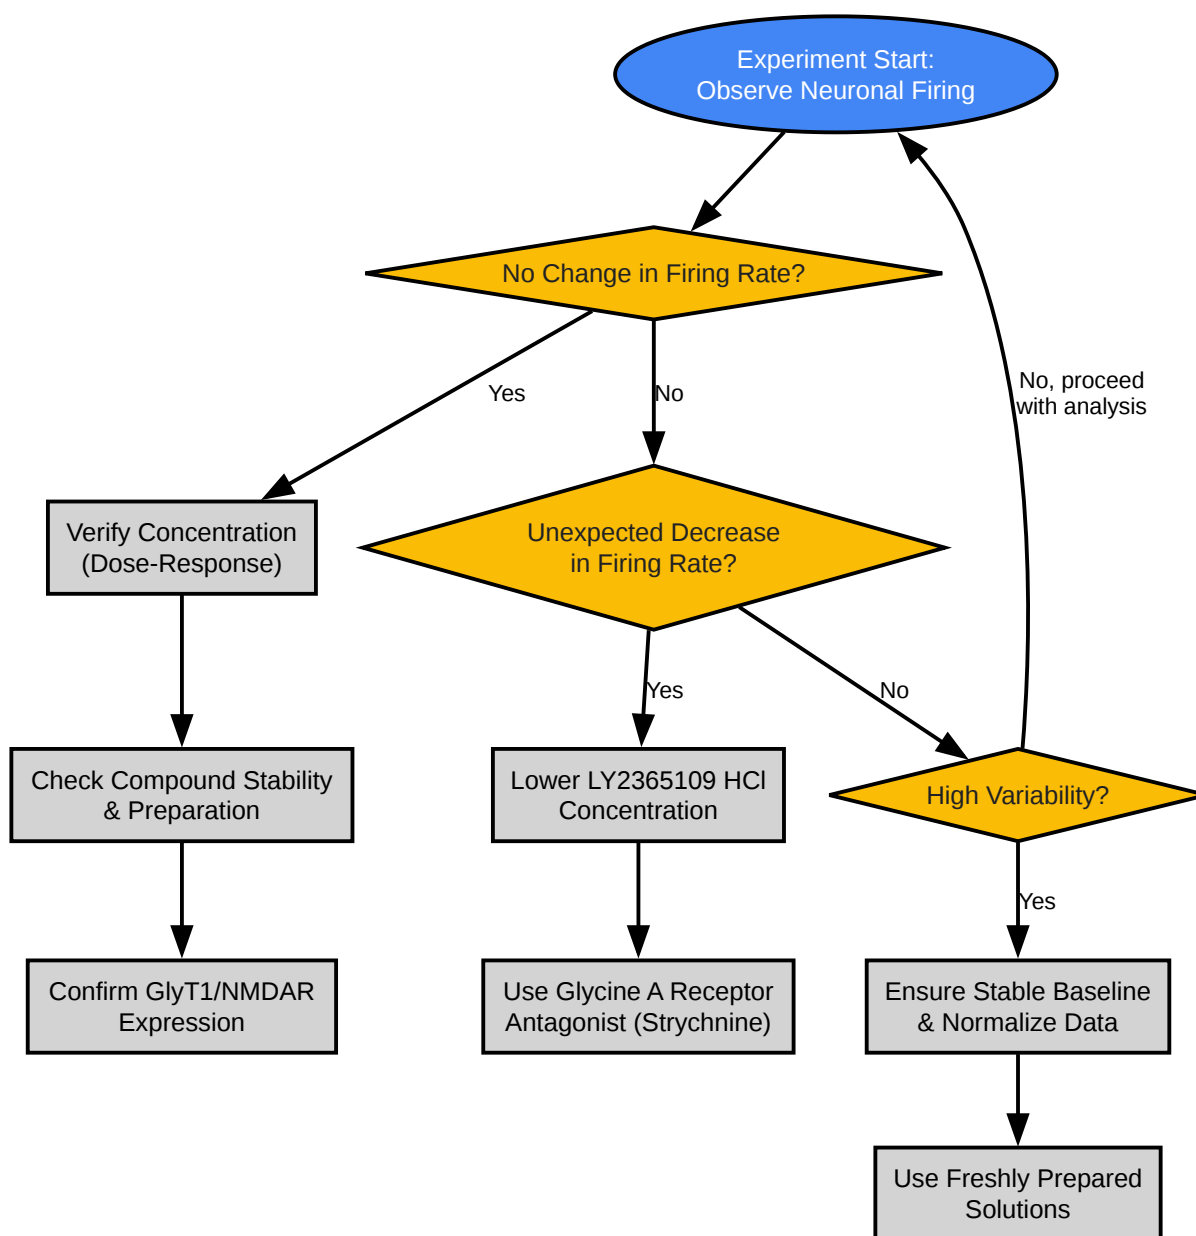 Experiment Start:
Observe Neuronal Firing
No Change in Firing Rate?
Yes
No
No, proceed
with analysis
Verify Concentration
(Dose-Response)
Unexpected Decrease
in Firing Rate?
Yes
No
Check Compound Stability
& Preparation
Lower LY2365109 HCl
Concentration
High Variability?
Yes
Confirm GlyT1/NMDAR
Expression
Use Glycine A Receptor
Antagonist (Strychnine)
Ensure Stable Baseline
& Normalize Data
Use Freshly Prepared
Solutions